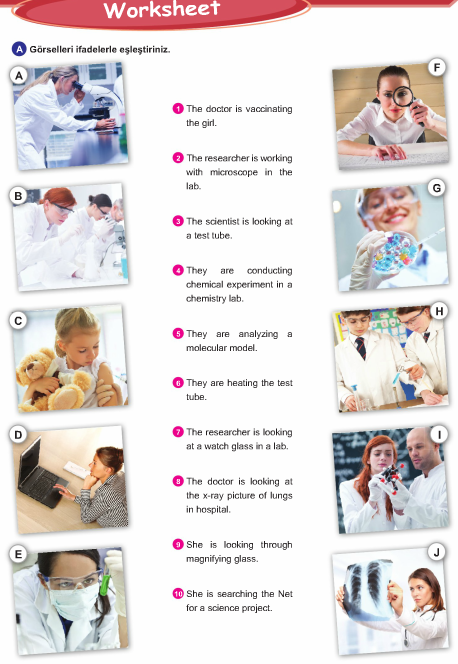 Worksheet
A Görselleri ifadelerle eşleştiriniz.
A
B
C
D
E
1 The doctor is vaccinating
the girl.
2 The researcher is working
with microscope in the
lab.
3 The scientist is looking at
a test tube.
4 They are conducting
chemical experiment in a
chemistry lab.
5 They are analyzing a
molecular model.
6 They are heating the test
tube.
7 The researcher is looking
at a watch glass in a lab.
8 The doctor is looking at
the x-ray picture of lungs
in hospital.
9 She is looking through
magnifying glass.
10 She is searching the Net
for a science project.
F
G
H
I
J